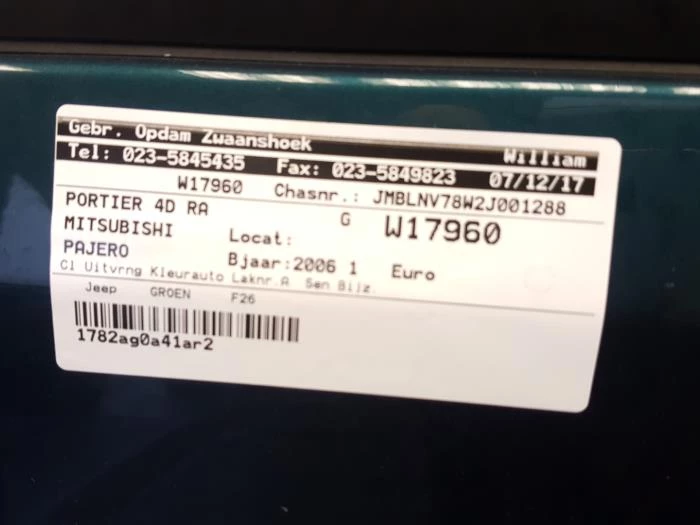 Gebr. Opdam Zwaanshoek William
Tel: 023-5845435 Fax: 023-5849823 07/12/17
W17960 Chasnr.: JMBLNV78W2J001288
PORTIER 4D RA G W17960
MITSUBISHI Locat:
PAJERO Bjaar:2006 1 Euro
Cl Uitvrng Kleurauto Laknr.A Sen Bijz.
Jeep GROEN F26
1782ag0a41ar2